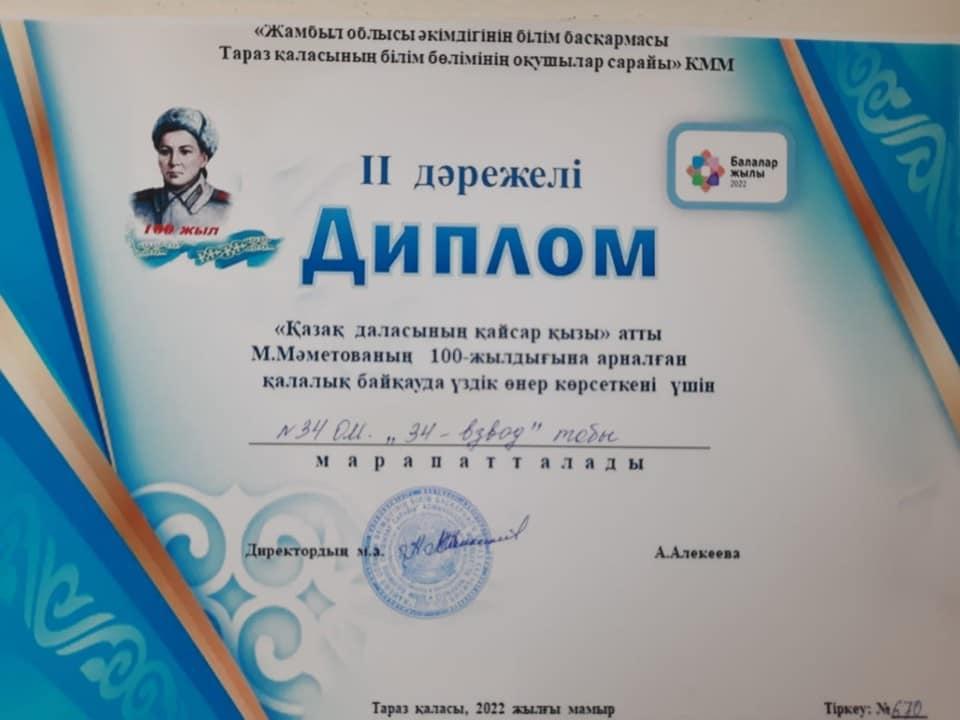 «Жамбыл облысы әкімдігінің білім басқармасы
Тараз қаласының білім бөлімінің оқушылар сарайы» КММ
100 жыл
Балалар
жылы
2022
II дәрежелі
Диплом
«Қазақ даласының қайсар қызы» атты
М.Мәметованың 100-жылдығына арналған
қалалық байқауда үздік өнер көрсеткені үшін
№34 ОМ. „34 - взвод" тобы
марапатталады
Директордың м.а.
А.Алекеева
Тараз қаласы, 2022 жылғы мамыр
Тіркеу: №670